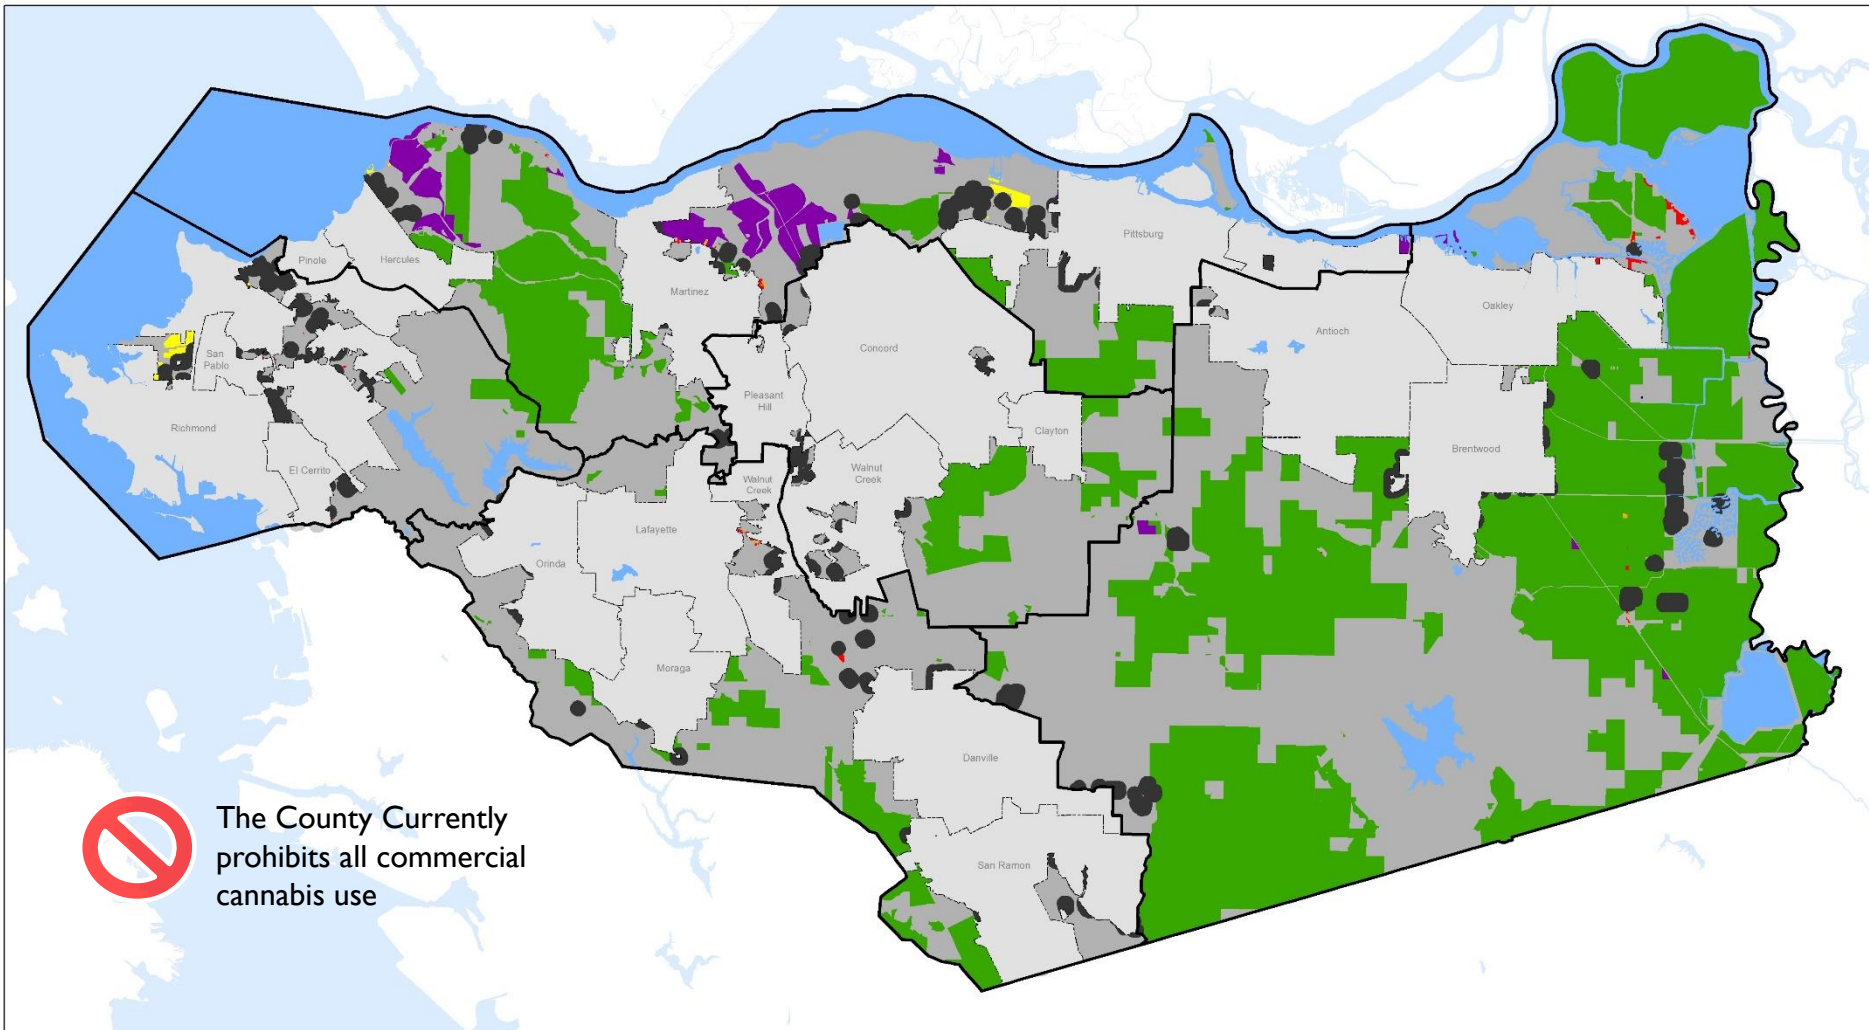 Pinole
Hercules
Martinez
Pittsburg
Antioch
Oakley
San
Pablo
Richmond
El Cerrito
Concord
Pleasant
Hill
Clayton
Brentwood
Walnut
Creek
Walnut
Creek
Lafayette
Orinda
Moraga
Danville
San Ramon
The County Currently
prohibits all commercial
cannabis use